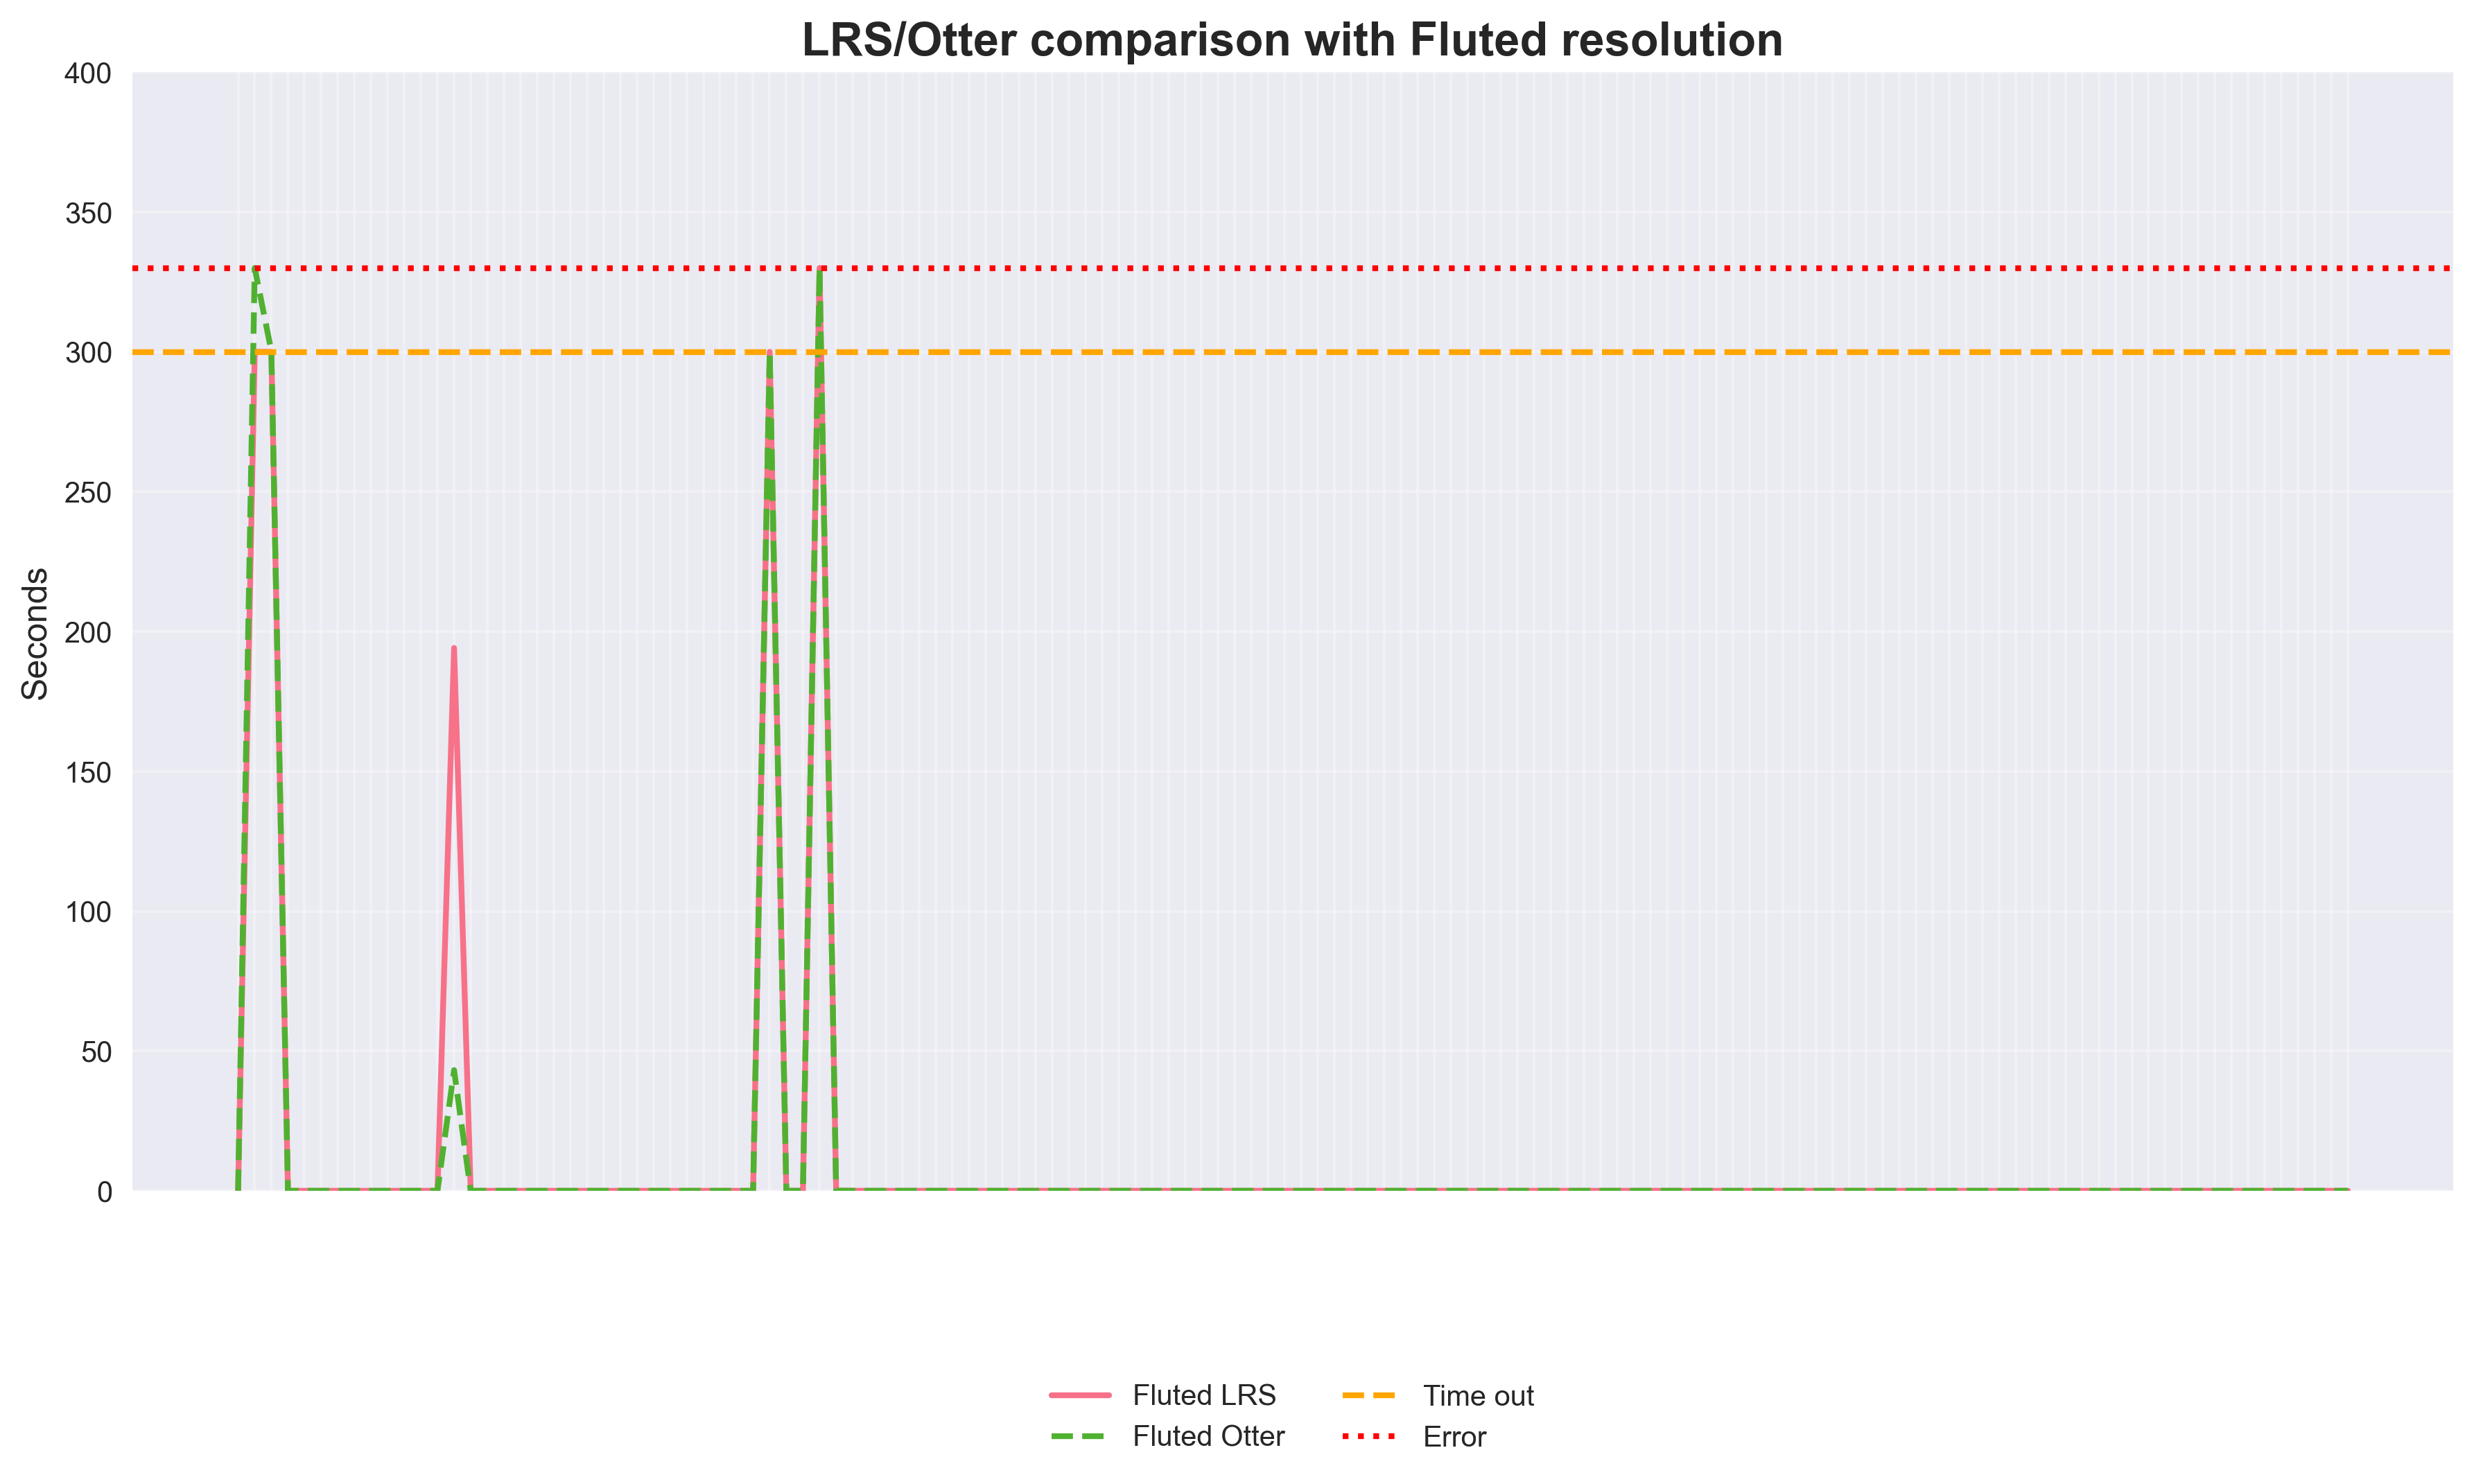 LRS/Otter comparison with Fluted resolution
400
350
300
250
200
150
100
50
0
Seconds
Fluted LRS
Fluted Otter
Time out
Error